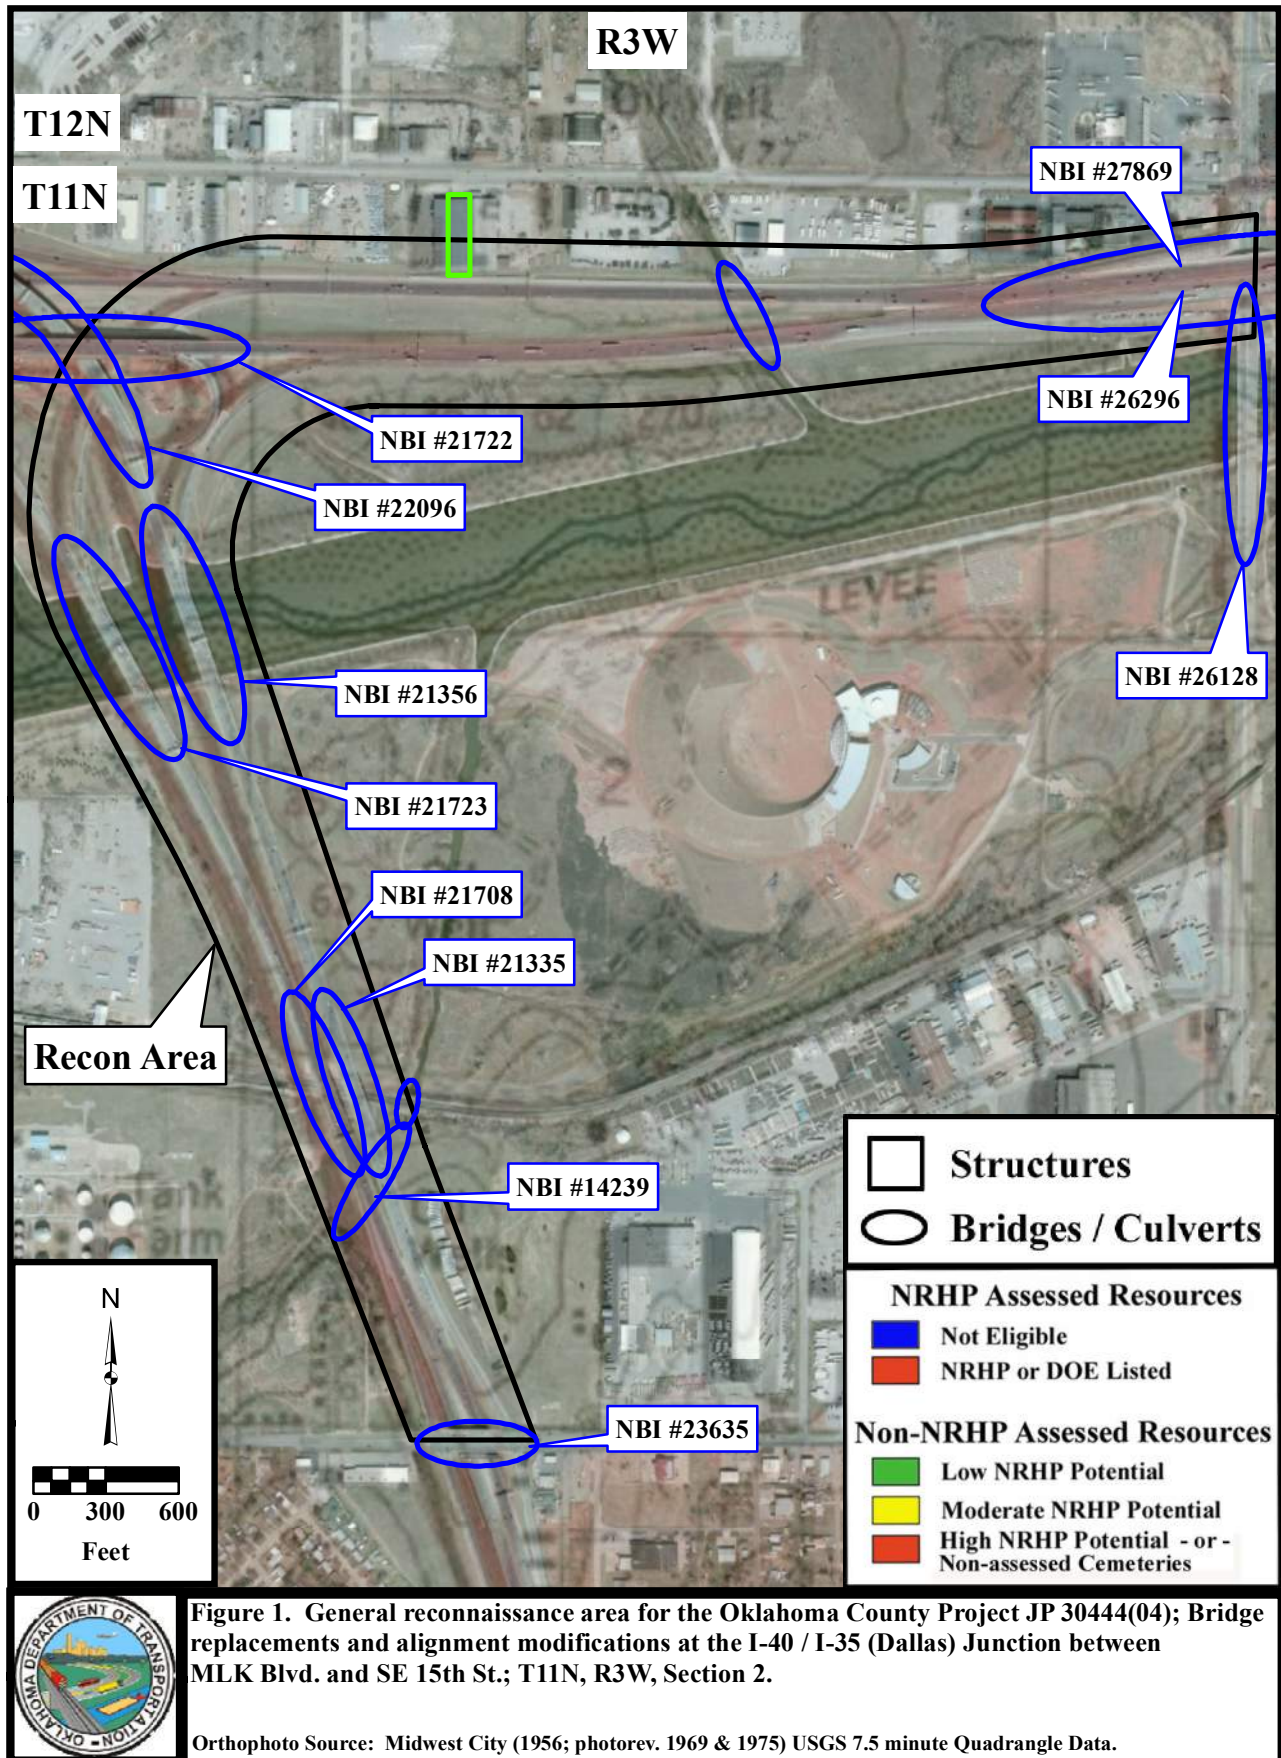 R3W
T12N
T11N
NBI #27869
NBI #26296
NBI #21722
NBI #22096
NBI #26128
LEVEE
NBI #21356
NBI #21723
NBI #21708
NBI #21335
Recon Area
NBI #14239
NBI #23635
Structures
Bridges / Culverts
NRHP Assessed Resources
Not Eligible
NRHP or DOE Listed
Non-NRHP Assessed Resources
Low NRHP Potential
Moderate NRHP Potential
High NRHP Potential - or -
Non-assessed Cemeteries
N
0 300 600
Feet
OKLAHOMA DEPARTMENT OF TRANSPORTATION
Figure 1. General reconnaissance area for the Oklahoma County Project JP 30444(04); Bridge
replacements and alignment modifications at the I-40 / I-35 (Dallas) Junction between
MLK Blvd. and SE 15th St.; T11N, R3W, Section 2.
Orthophoto Source: Midwest City (1956; photorev. 1969 & 1975) USGS 7.5 minute Quadrangle Data.